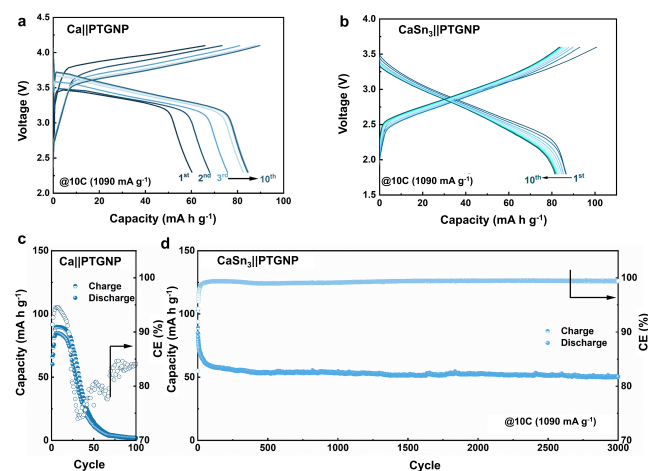 a
Ca||PTGNP
4.5
4.0
3.5
3.0
2.5
2.0
Voltage (V)
1st 2nd 3rd 10th
@10C (1090 mA g-1)
0 20 40 60 80 100
Capacity (mA h g-1)
b
CaSn3||PTGNP
4.0
3.5
3.0
2.5
2.0
1.5
Voltage (V)
10th 1st
@10C (1090 mA g-1)
0 20 40 60 80 100
Capacity (mA h g-1)
c
Ca||PTGNP
150
100
50
0
Capacity (mA h g-1)
Charge
Discharge
100
90
80
70
CE (%)
0 50 100
Cycle
d
CaSn3||PTGNP
150
100
50
0
Capacity (mA h g-1)
Charge
Discharge
@10C (1090 mA g-1)
100
90
80
70
CE (%)
0 500 1000 1500 2000 2500 3000
Cycle